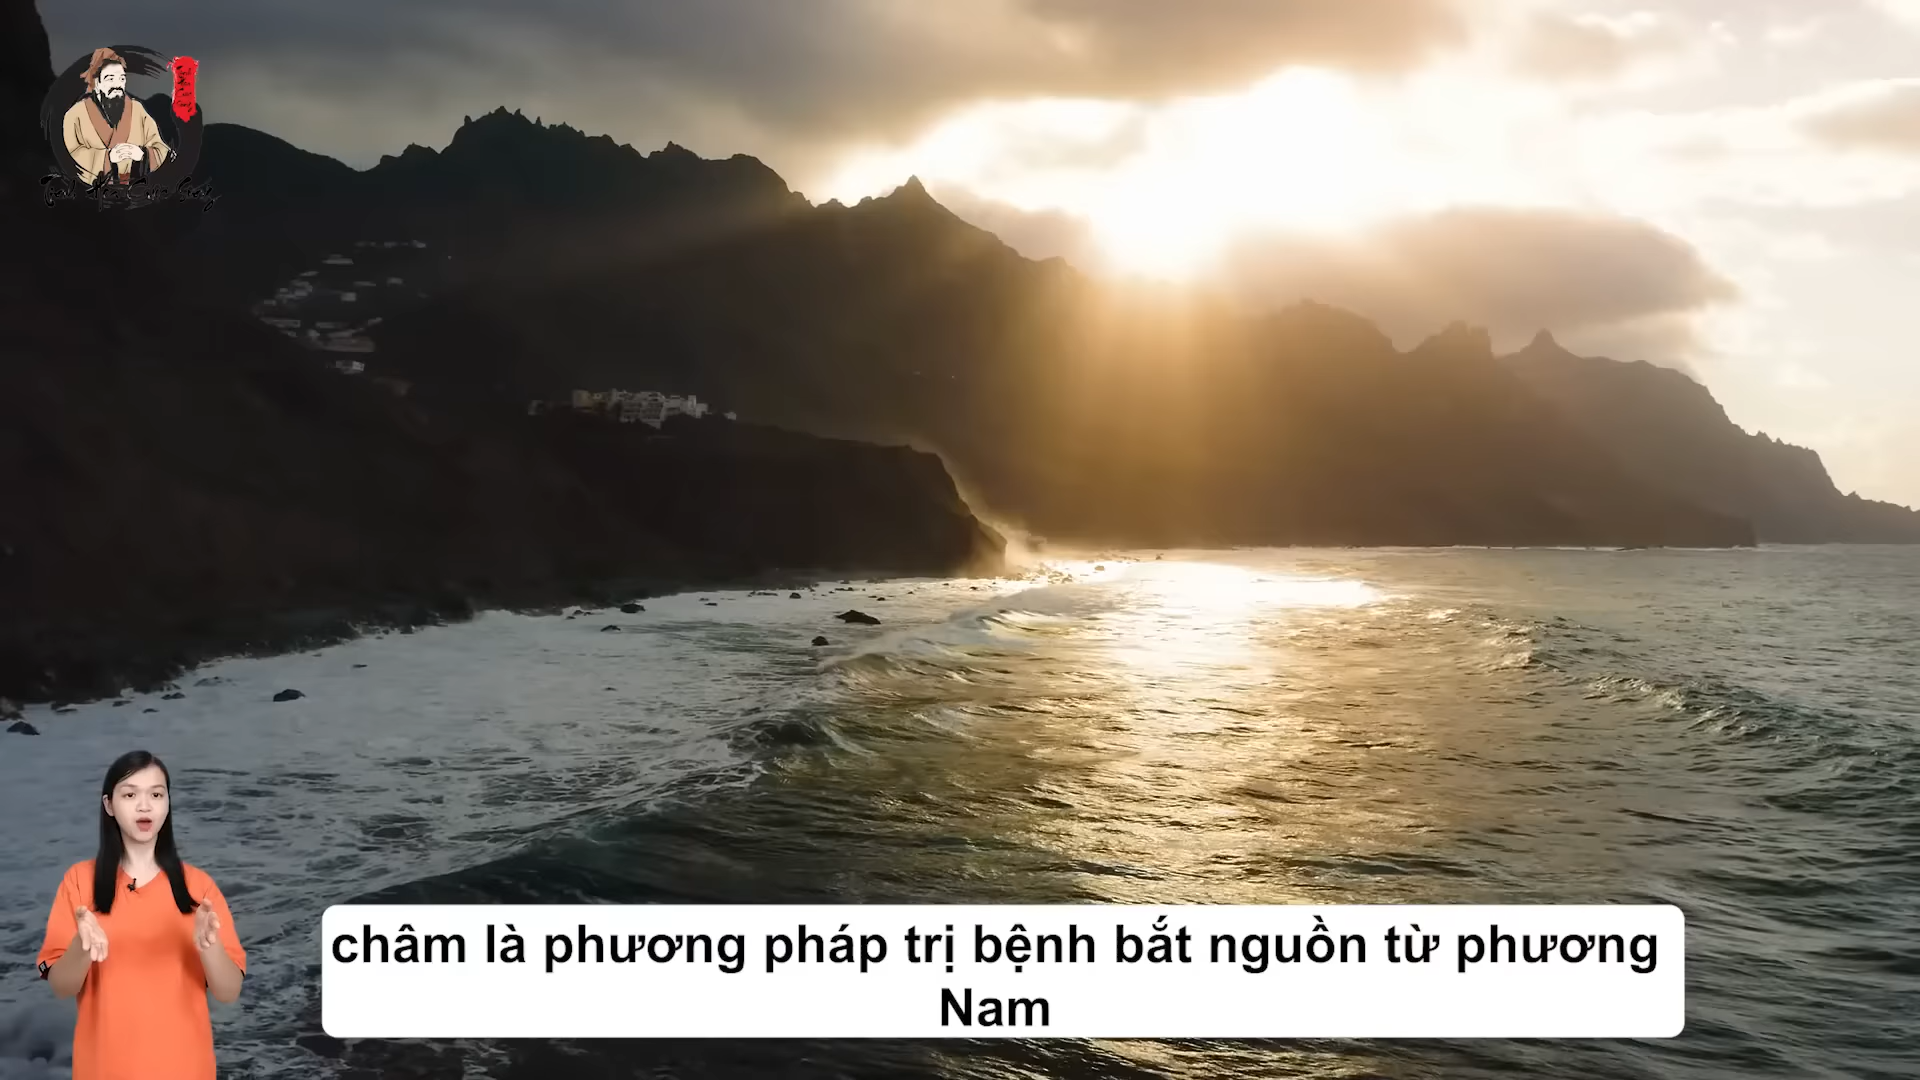 châm là phương pháp trị bệnh bắt nguồn từ phương
Nam